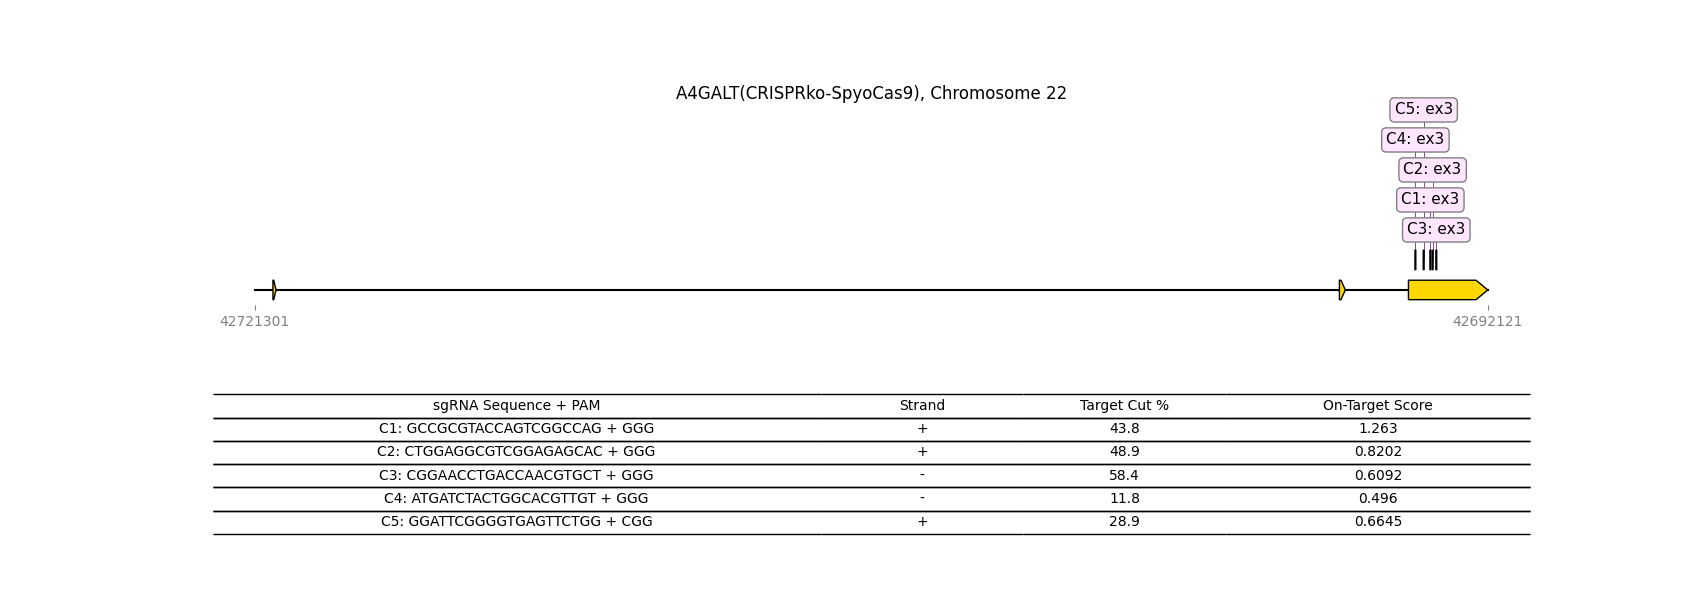 A4GALT(CRISPRko-SpyoCas9), Chromosome 22
C5: ex3
C4: ex3
C2: ex3
C1: ex3
C3: ex3
42721301 42692121
sgRNA Sequence + PAM Strand Target Cut % On-Target Score
C1: GCCGCGTACCAGTCGGCCAG + GGG + 43.8 1.263
C2: CTGGAGGCGTCGGAGAGCAC + GGG + 48.9 0.8202
C3: CGGAACCTGACCAACGTGCT + GGG - 58.4 0.6092
C4: ATGATCTACTGGCACGTTGT + GGG - 11.8 0.496
C5: GGATTCGGGGTGAGTTCTGG + CGG + 28.9 0.6645